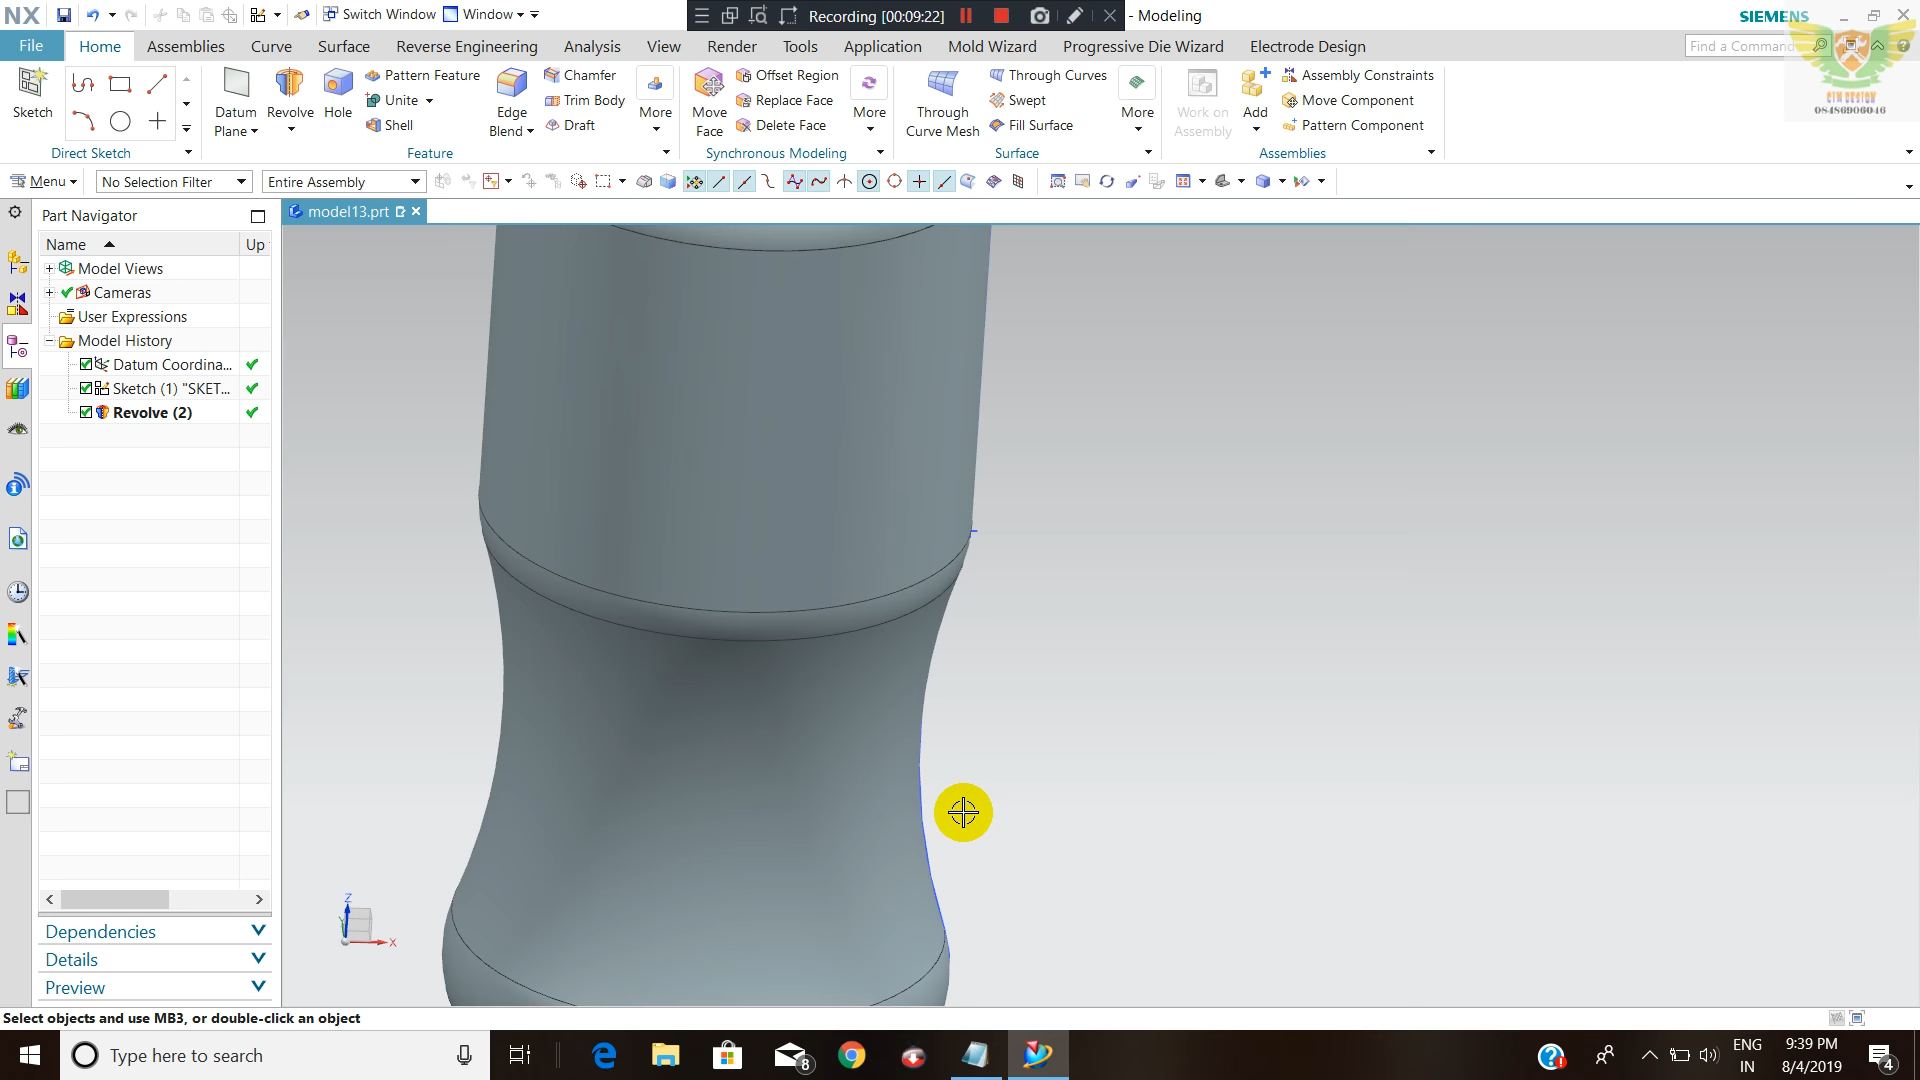 NX
Switch Window
Window
Recording [00:09:22]
- Modeling
SIEMENS
File
Home
Assemblies
Curve
Surface
Reverse Engineering
Analysis
View
Render
Tools
Application
Mold Wizard
Progressive Die Wizard
Electrode Design
Find a Command
Sketch
Direct Sketch
Datum Plane
Revolve
Hole
Pattern Feature
Unite
Shell
Edge Blend
Chamfer
Trim Body
Draft
More
Feature
Move Face
Offset Region
Replace Face
Delete Face
More
Synchronous Modeling
Through Curve Mesh
Through Curves
Swept
Fill Surface
More
Surface
Work on Assembly
Add
Assembly Constraints
Move Component
Pattern Component
Assemblies
CTM DESIGN
08486906046
Menu
No Selection Filter
Entire Assembly
Part Navigator
model13.prt
Name
Up
Model Views
Cameras
User Expressions
Model History
Datum Coordina...
Sketch (1) "SKET...
Revolve (2)
Z
X
Dependencies
Details
Preview
Select objects and use MB3, or double-click an object
Type here to search
8
ENG
IN
9:39 PM
8/4/2019
4